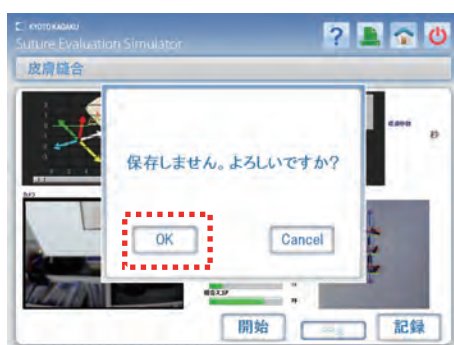 KYOTO KAGAKU
Suture Evaluation Simulator
?
皮膚縫合
秒
保存しません。よろしいですか?
OK
Cancel
開始
記録